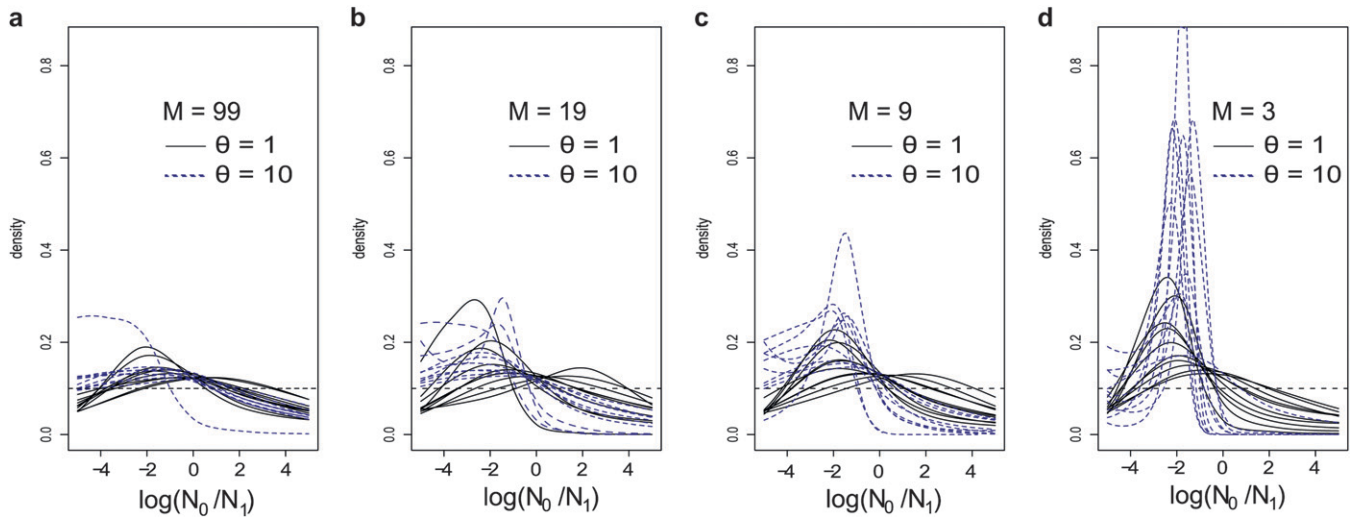 a
density
0.0 0.2 0.4 0.6 0.8
M = 99
θ = 1
θ = 10
−4 −2 0 2 4
log(N₀/N₁)
b
density
0.0 0.2 0.4 0.6 0.8
M = 19
θ = 1
θ = 10
−4 −2 0 2 4
log(N₀/N₁)
c
density
0.0 0.2 0.4 0.6 0.8
M = 9
θ = 1
θ = 10
−4 −2 0 2 4
log(N₀/N₁)
d
density
0.0 0.2 0.4 0.6 0.8
M = 3
θ = 1
θ = 10
−4 −2 0 2 4
log(N₀/N₁)